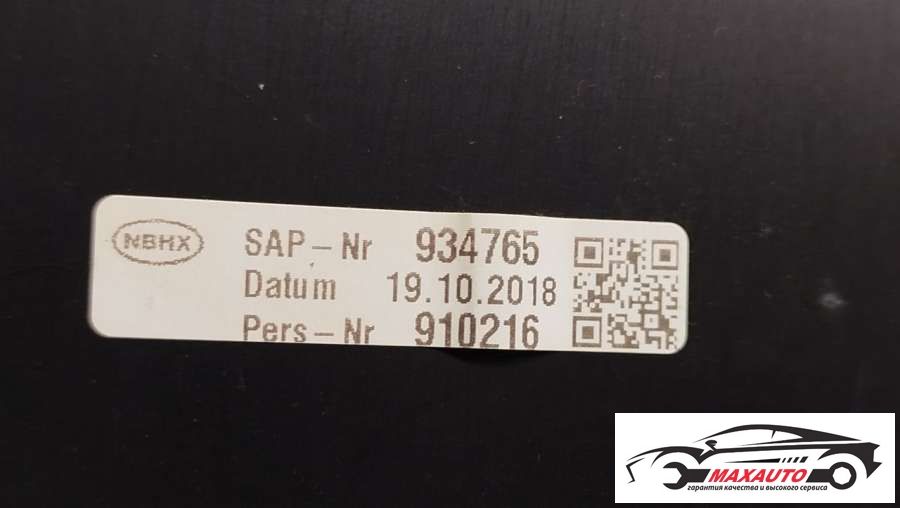 NBHX
SAP-Nr 934765
Datum 19.10.2018
Pers-Nr 910216
MAXAUTO
гарантия качества и высокого сервиса